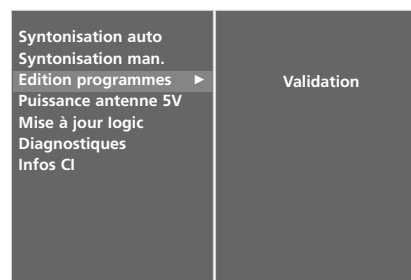 Syntonisation auto
Syntonisation man.
Edition programmes ►
Validation
Puissance antenne 5V
Mise à jour logic
Diagnostiques
Infos CI